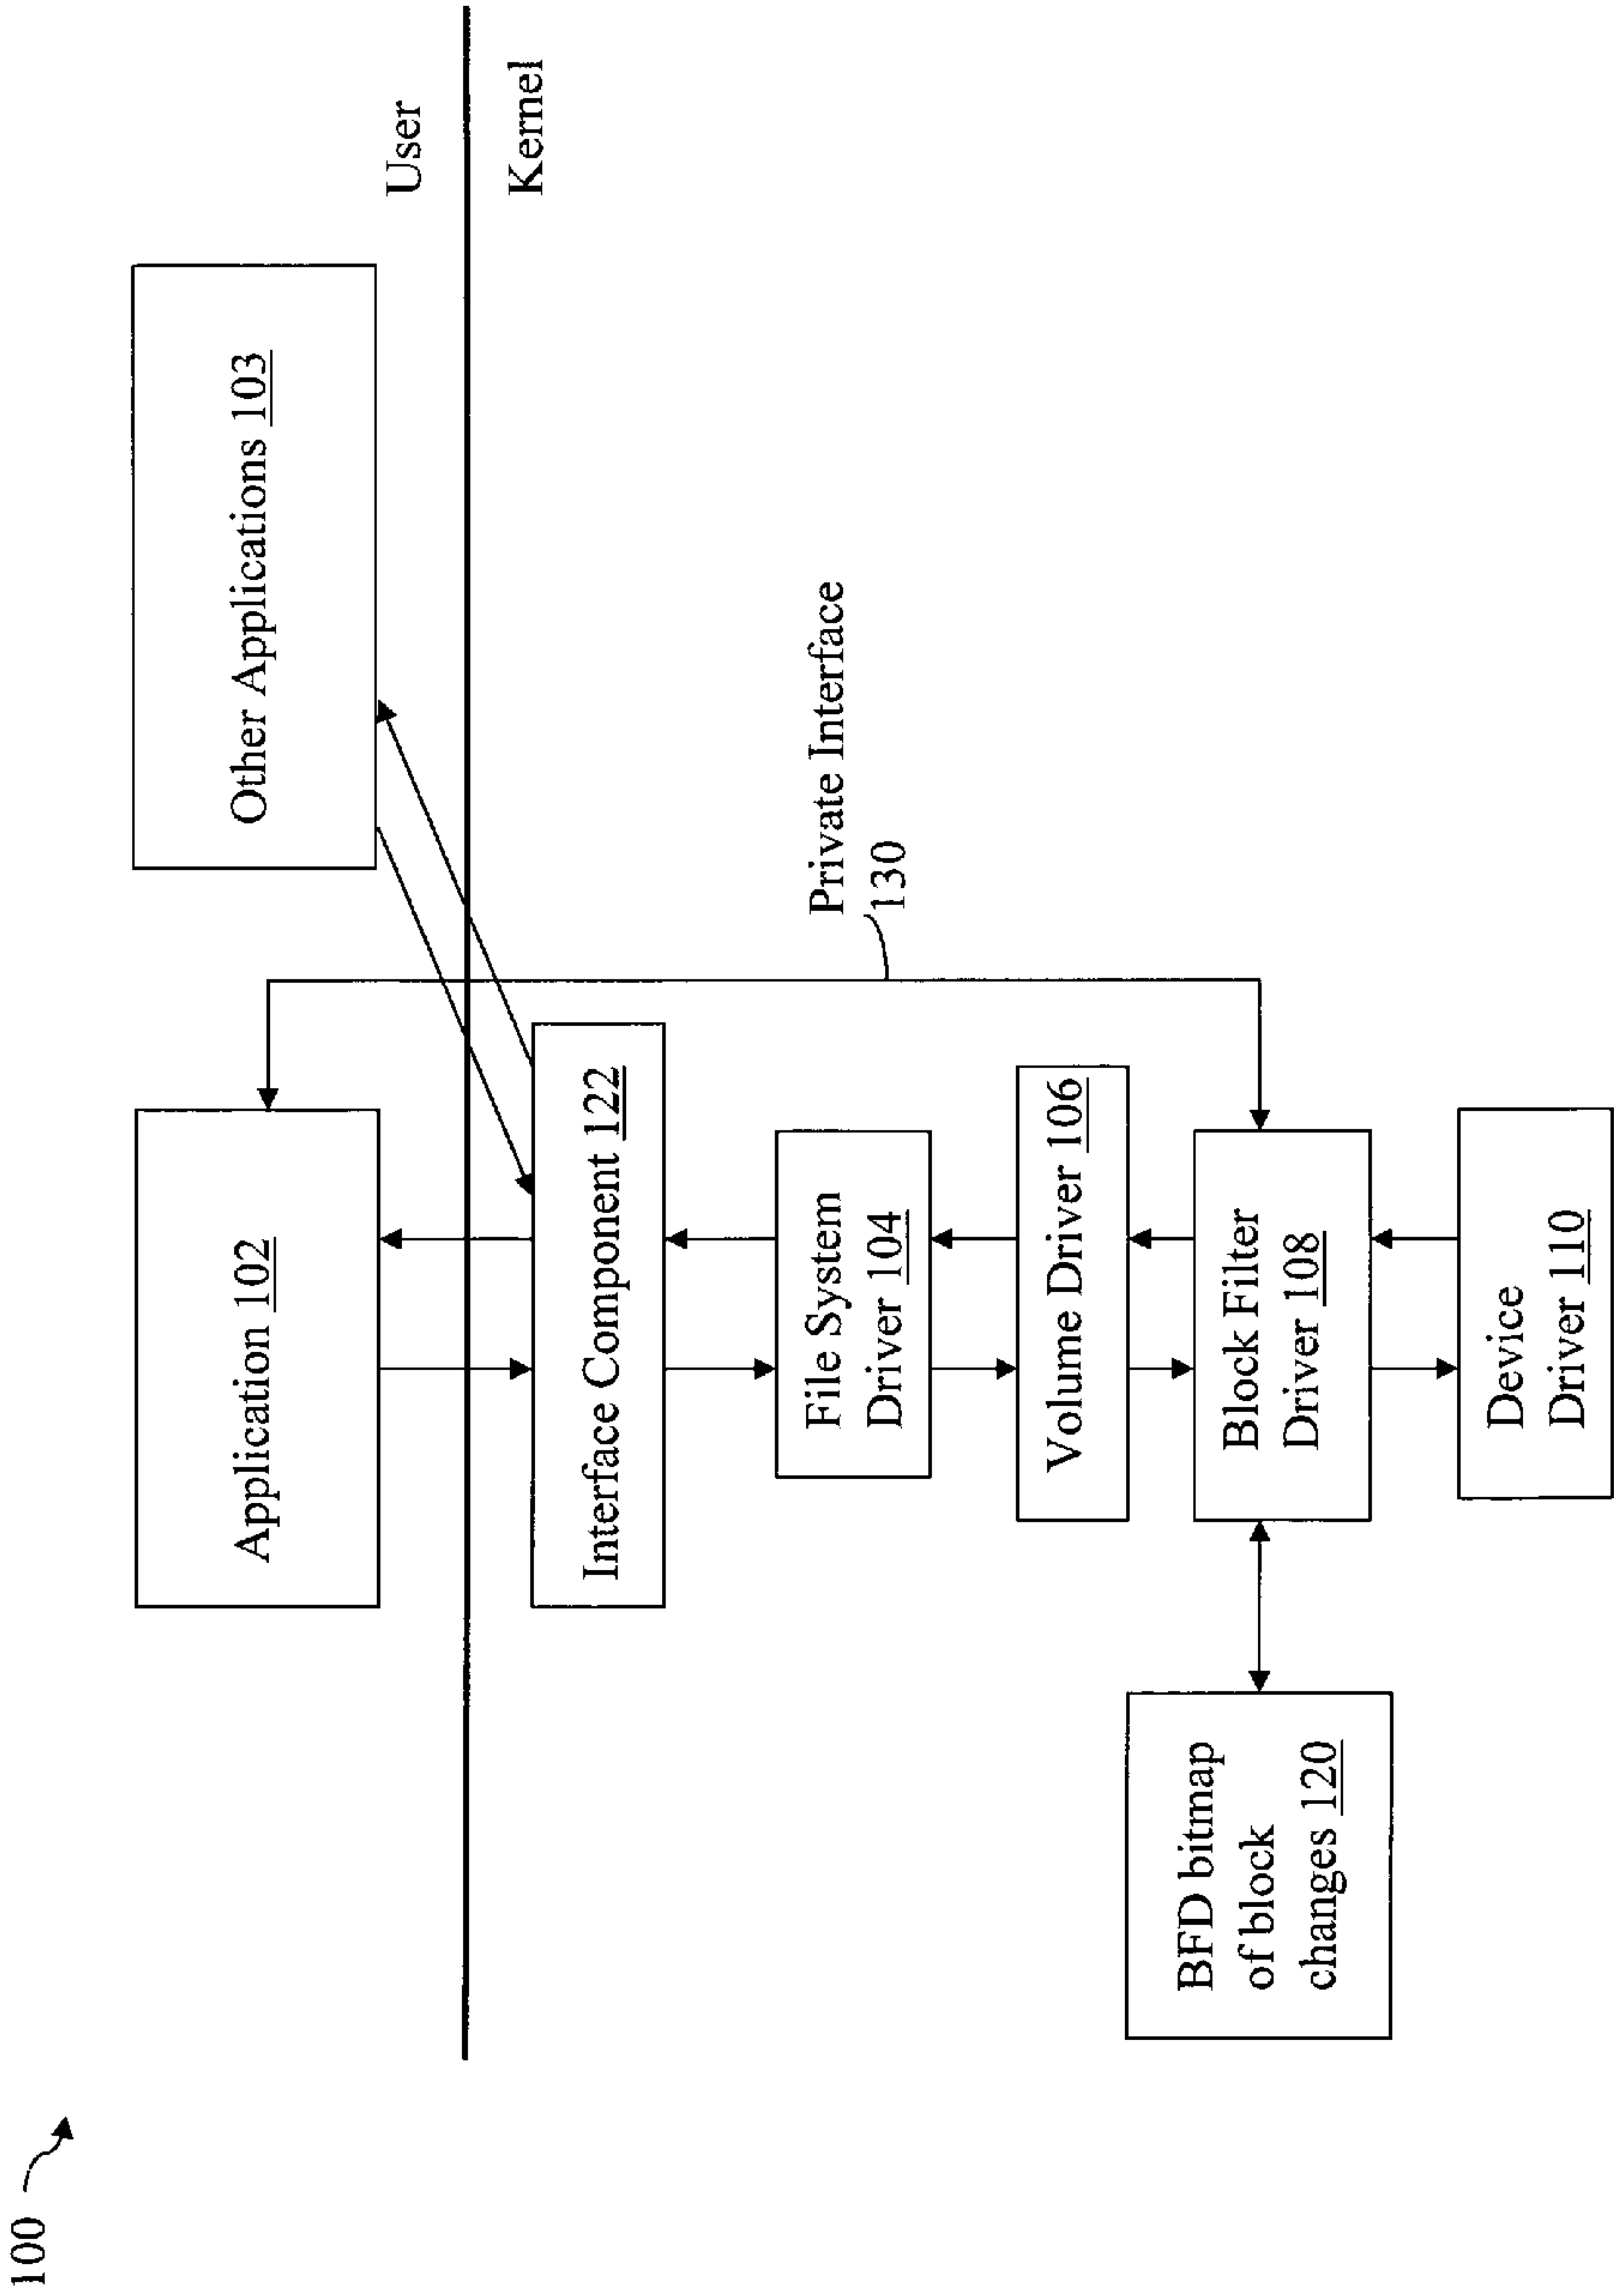 100
Application 102
Other Applications 103
User
Kernel
Interface Component 122
File System
Driver 104
Private Interface
130
Volume Driver 106
BFD bitmap
of block
changes 120
Block Filter
Driver 108
Device
Driver 110